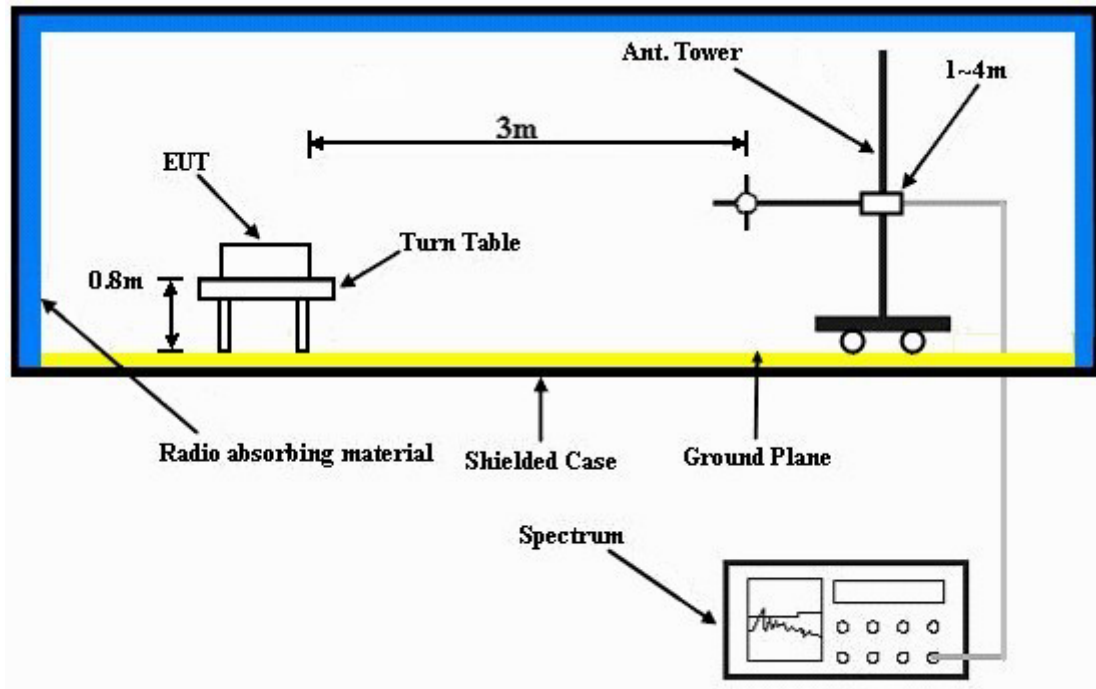 Ant. Tower
1~4m
3m
EUT
Turn Table
0.8m
Radio absorbing material
Shielded Case
Ground Plane
Spectrum